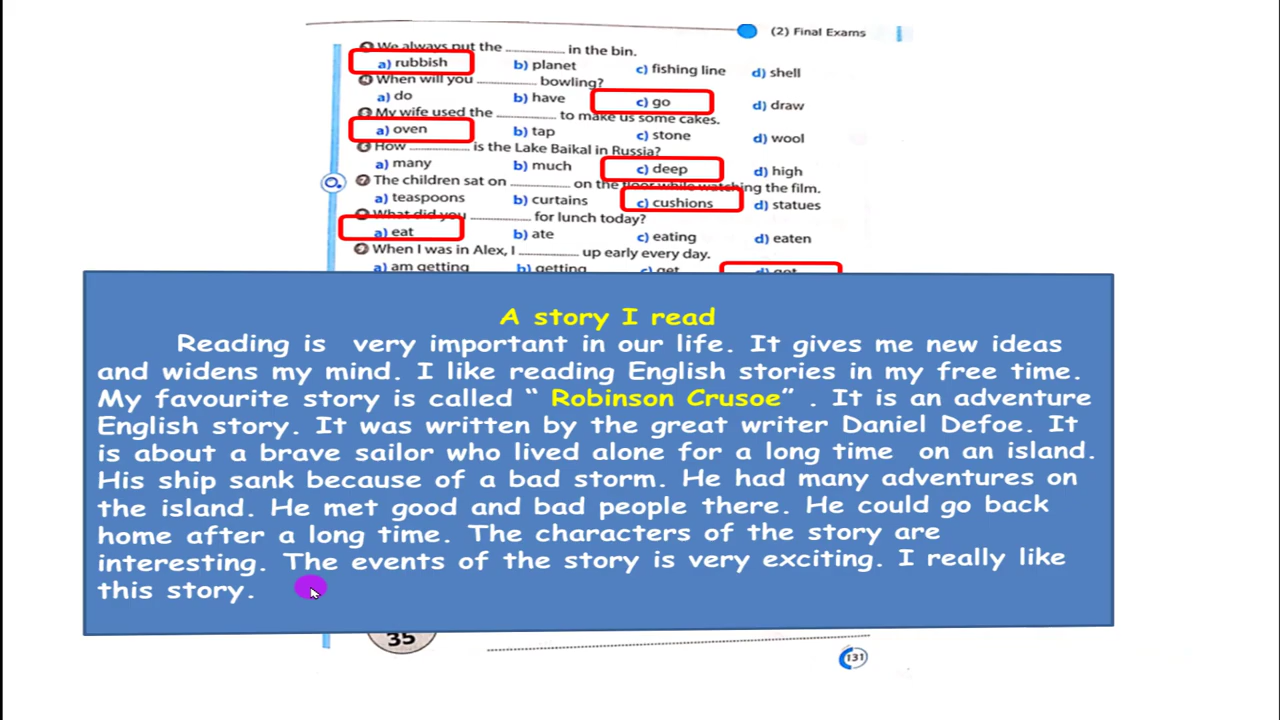 (2) Final Exams
We always put the ............ in the bin.
a) rubbish b) planet c) fishing line d) shell
When will you ............ bowling?
a) do b) have c) go d) draw
My wife used the ............ to make us some cakes.
a) oven b) tap c) stone d) wool
How ............ is the Lake Baikal in Russia?
a) many b) much c) deep d) high
The children sat on ............ on the floor while watching the film.
a) teaspoons b) curtains c) cushions d) statues
What did you ............ for lunch today?
a) eat b) ate c) eating d) eaten
When I was in Alex, I ............ up early every day.
a) am getting b) getting c) get d) got
A story I read
Reading is very important in our life. It gives me new ideas
and widens my mind. I like reading English stories in my free time.
My favourite story is called “ Robinson Crusoe” . It is an adventure
English story. It was written by the great writer Daniel Defoe. It
is about a brave sailor who lived alone for a long time on an island.
His ship sank because of a bad storm. He had many adventures on
the island. He met good and bad people there. He could go back
home after a long time. The characters of the story are
interesting. The events of the story is very exciting. I really like
this story.
35
131